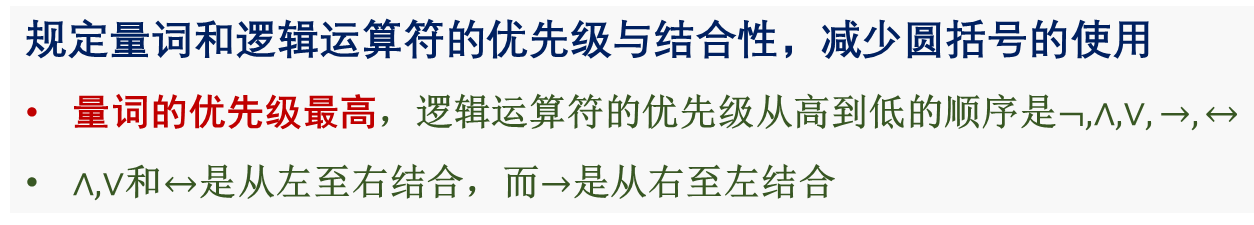 规定量词和逻辑运算符的优先级与结合性，减少圆括号的使用
• 量词的优先级最高，逻辑运算符的优先级从高到低的顺序是¬,∧,∨, →, ↔
• ∧,∨和↔是从左至右结合，而→是从右至左结合